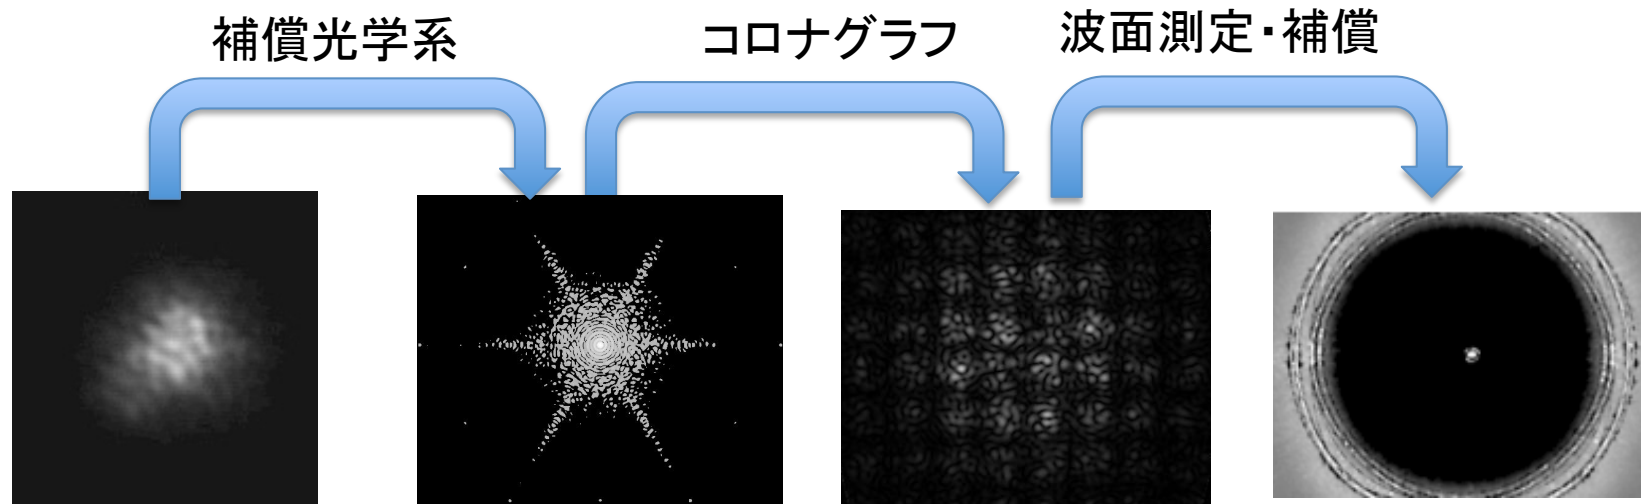 補償光学系
コロナグラフ
波面測定・補償